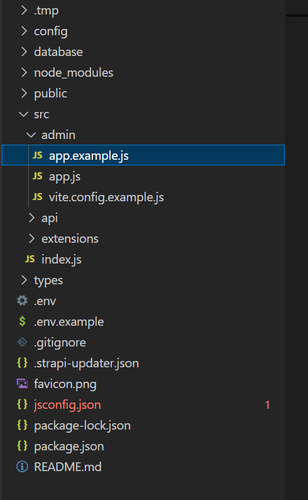 .tmp
config
database
node_modules
public
src
admin
JS app.example.js
JS app.js
JS vite.config.example.js
api
extensions
JS index.js
types
.env
$ .env.example
.gitignore
{} .strapi-updater.json
favicon.png
{} jsconfig.json 1
{} package-lock.json
{} package.json
README.md